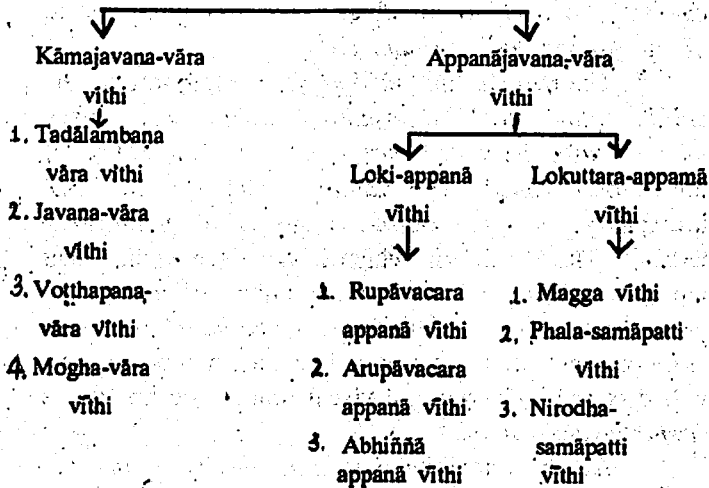 Kāmajavana-vāra
vīthi
1. Tadālambaṇa
vāra vīthi
2. Javana-vāra
vīthi
3. Voṭṭhapana-
vāra vīthi
4. Mogha-vāra
vīthi
Appanājavana-vāra
vīthi
Loki-appanā
vīthi
1. Rupāvacara
appanā vīthi
2. Arupāvacara
appanā vīthi
3. Abhiññā
appanā vīthi
Lokuttara-appamā
vīthi
1. Magga vīthi
2. Phala-samāpatti
vīthi
3. Nirodha-
samāpatti
vīthi